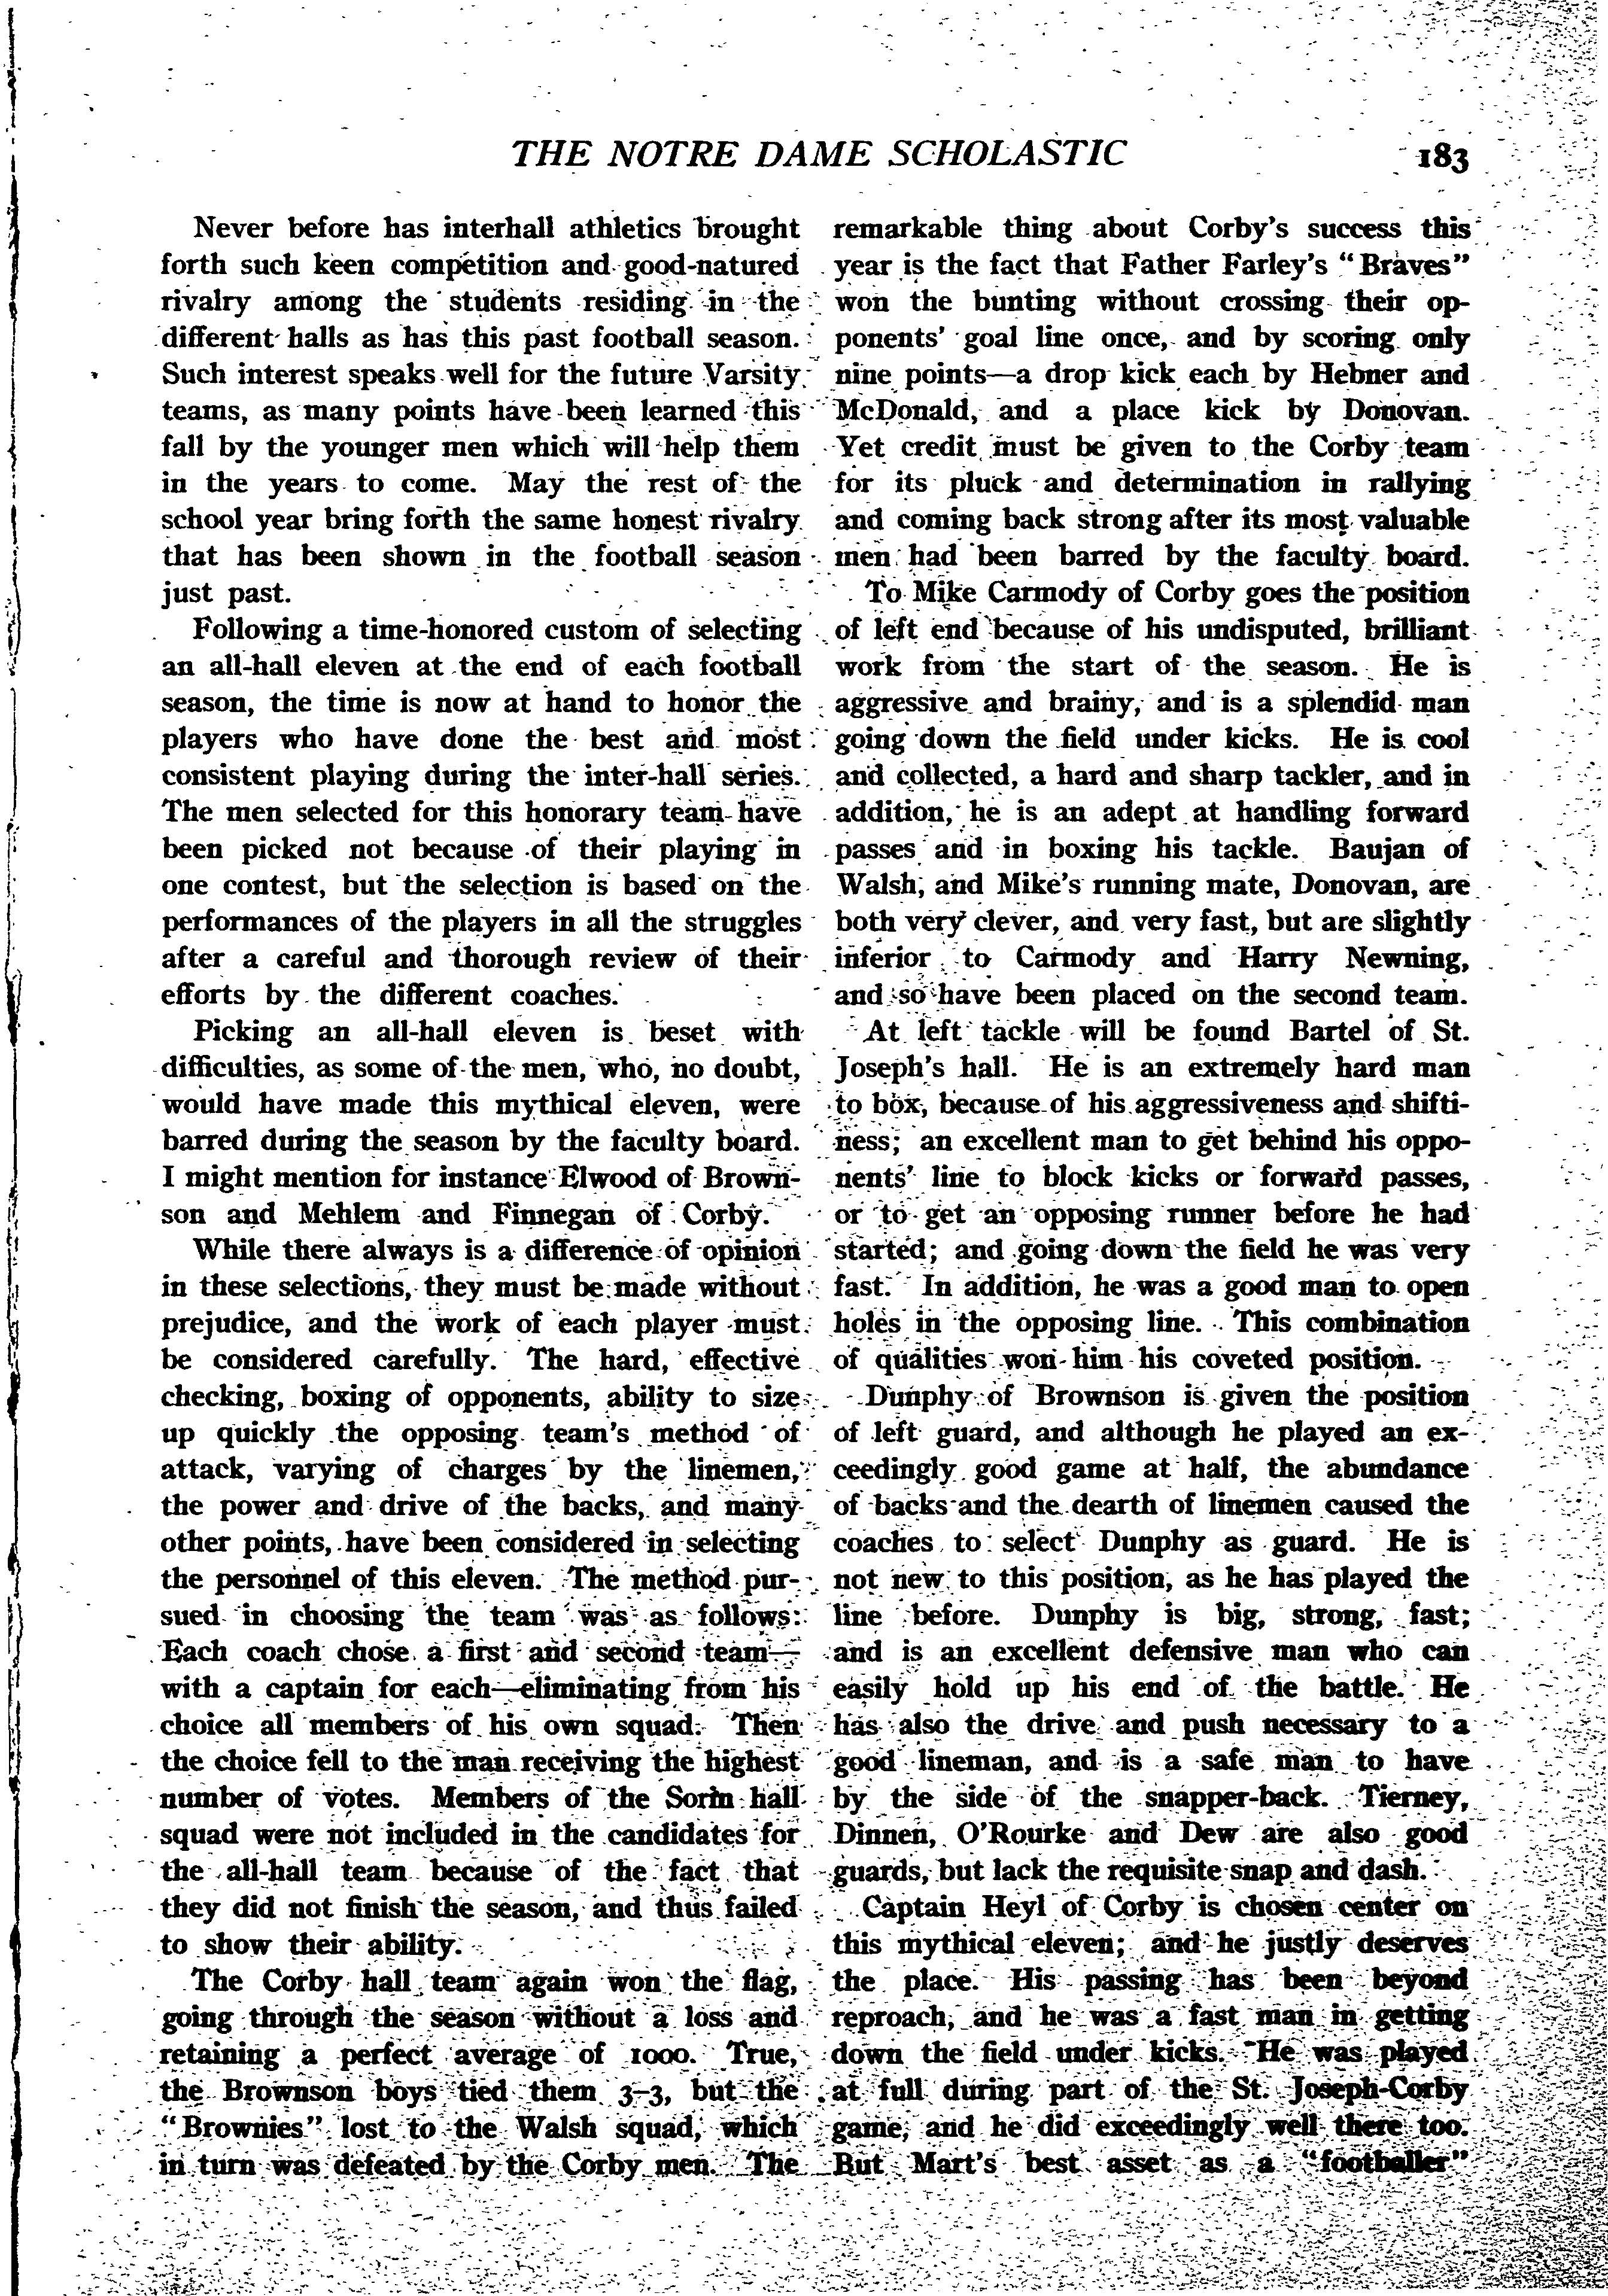 THE NOTRE DAME SCHOLASTIC 183
Never before has interhall athletics brought
forth such keen competition and good-natured
rivalry among the students residing in the
different halls as has this past football season.
Such interest speaks well for the future Varsity
teams, as many points have been learned this
fall by the younger men which will help them
in the years to come. May the rest of the
school year bring forth the same honest rivalry
that has been shown in the football season
just past.
Following a time-honored custom of selecting
an all-hall eleven at the end of each football
season, the time is now at hand to honor the
players who have done the best and most
consistent playing during the inter-hall series.
The men selected for this honorary team have
been picked not because of their playing in
one contest, but the selection is based on the
performances of the players in all the struggles
after a careful and thorough review of their
efforts by the different coaches.
Picking an all-hall eleven is beset with
difficulties, as some of the men, who, no doubt,
would have made this mythical eleven, were
barred during the season by the faculty board.
I might mention for instance Elwood of Brown-
son and Mehlem and Finnegan of Corby.
While there always is a difference of opinion
in these selections, they must be made without
prejudice, and the work of each player must
be considered carefully. The hard, effective
checking, boxing of opponents, ability to size
up quickly the opposing team's method of
attack, varying of charges by the linemen,
the power and drive of the backs, and many
other points, have been considered in selecting
the personnel of this eleven. The method pur-
sued in choosing the team was as follows:
Each coach chose a first and second team—
with a captain for each—eliminating from his
choice all members of his own squad. Then
the choice fell to the man receiving the highest
number of votes. Members of the Sorin hall
squad were not included in the candidates for
the all-hall team because of the fact that
they did not finish the season, and thus failed
to show their ability.
The Corby hall team again won the flag,
going through the season without a loss and
retaining a perfect average of 1000. True,
the Brownson boys tied them 3-3, but the
"Brownies" lost to the Walsh squad, which
in turn was defeated by the Corby men. The
remarkable thing about Corby's success this
year is the fact that Father Farley's "Braves"
won the bunting without crossing their op-
ponents' goal line once, and by scoring only
nine points—a drop kick each by Hebner and
McDonald, and a place kick by Donovan.
Yet credit must be given to the Corby team
for its pluck and determination in rallying
and coming back strong after its most valuable
men had been barred by the faculty board.
To Mike Carmody of Corby goes the position
of left end because of his undisputed, brilliant
work from the start of the season. He is
aggressive and brainy, and is a splendid man
going down the field under kicks. He is cool
and collected, a hard and sharp tackler, and in
addition, he is an adept at handling forward
passes and in boxing his tackle. Baujan of
Walsh, and Mike's running mate, Donovan, are
both very clever, and very fast, but are slightly
inferior to Carmody and Harry Newning,
and so have been placed on the second team.
At left tackle will be found Bartel of St.
Joseph's hall. He is an extremely hard man
to box, because of his aggressiveness and shifti-
ness; an excellent man to get behind his oppo-
nents' line to block kicks or forward passes,
or to get an opposing runner before he had
started; and going down the field he was very
fast. In addition, he was a good man to open
holes in the opposing line. This combination
of qualities won him his coveted position.
Dunphy of Brownson is given the position
of left guard, and although he played an ex-
ceedingly good game at half, the abundance
of backs and the dearth of linemen caused the
coaches to select Dunphy as guard. He is
not new to this position, as he has played the
line before. Dunphy is big, strong, fast;
and is an excellent defensive man who can
easily hold up his end of the battle. He
has also the drive and push necessary to a
good lineman, and is a safe man to have
by the side of the snapper-back. Tierney,
Dinnen, O'Rourke and Dew are also good
guards, but lack the requisite snap and dash.
Captain Heyl of Corby is chosen center on
this mythical eleven; and he justly deserves
the place. His passing has been beyond
reproach, and he was a fast man in getting
down the field under kicks. He was played
at full during part of the St. Joseph-Corby
game, and he did exceedingly well there too.
But Mart's best asset as a "footballer"